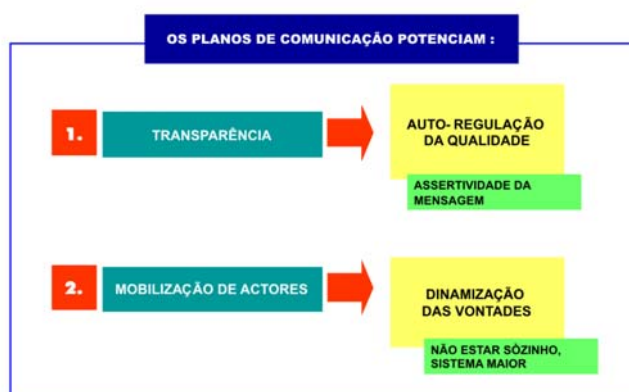 OS PLANOS DE COMUNICAÇÃO POTENCIAM :
1.
TRANSPARÊNCIA
AUTO- REGULAÇÃO
DA QUALIDADE
ASSERTIVIDADE DA
MENSAGEM
2.
MOBILIZAÇÃO DE ACTORES
DINAMIZAÇÃO
DAS VONTADES
NÃO ESTAR SÒZINHO,
SISTEMA MAIOR